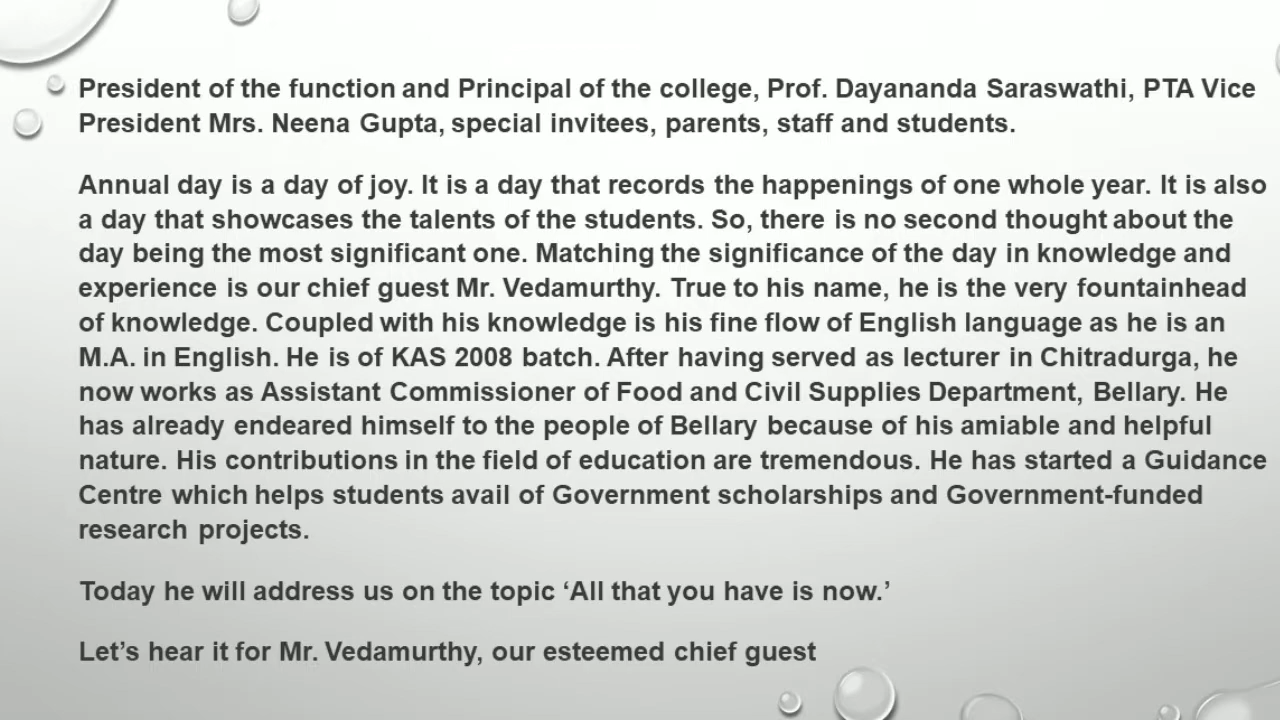 President of the function and Principal of the college, Prof. Dayananda Saraswathi, PTA Vice
President Mrs. Neena Gupta, special invitees, parents, staff and students.
Annual day is a day of joy. It is a day that records the happenings of one whole year. It is also
a day that showcases the talents of the students. So, there is no second thought about the
day being the most significant one. Matching the significance of the day in knowledge and
experience is our chief guest Mr. Vedamurthy. True to his name, he is the very fountainhead
of knowledge. Coupled with his knowledge is his fine flow of English language as he is an
M.A. in English. He is of KAS 2008 batch. After having served as lecturer in Chitradurga, he
now works as Assistant Commissioner of Food and Civil Supplies Department, Bellary. He
has already endeared himself to the people of Bellary because of his amiable and helpful
nature. His contributions in the field of education are tremendous. He has started a Guidance
Centre which helps students avail of Government scholarships and Government-funded
research projects.
Today he will address us on the topic ‘All that you have is now.’
Let’s hear it for Mr. Vedamurthy, our esteemed chief guest